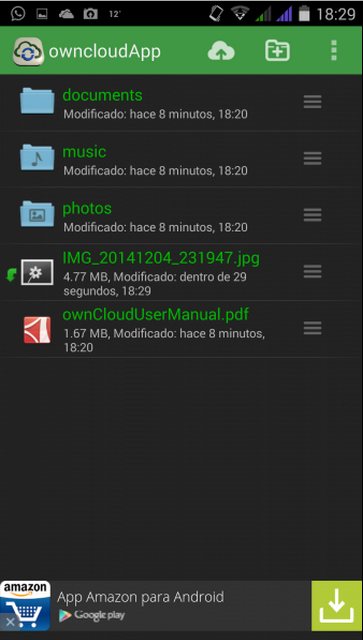 12'
18:29
owncloudApp
documents
Modificado: hace 8 minutos, 18:20
music
Modificado: hace 8 minutos, 18:20
photos
Modificado: hace 8 minutos, 18:20
IMG_20141204_231947.jpg
4.77 MB, Modificado: dentro de 29
segundos, 18:29
ownCloudUserManual.pdf
1.67 MB, Modificado: hace 8 minutos,
18:20
amazon
App Amazon para Android
Google play